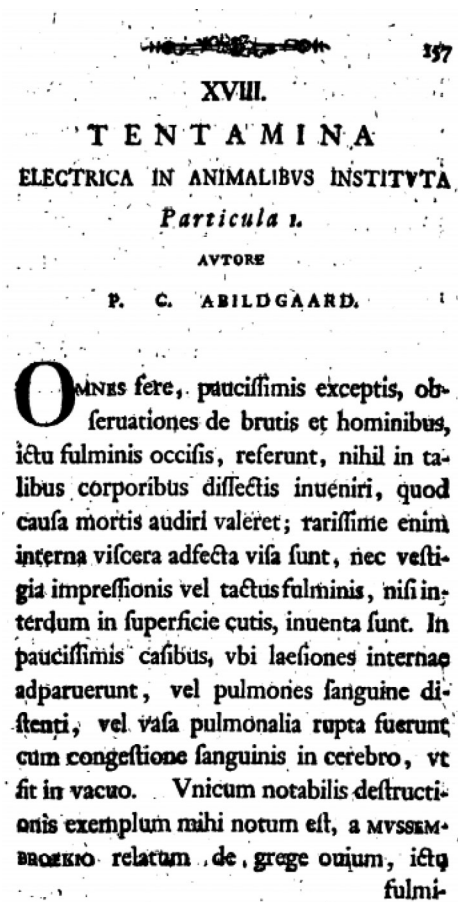 157
XVIII.
TENTAMINA
ELECTRICA IN ANIMALIBVS INSTITVTA
Particula 1.
AVTORE
P. C. ABILDGAARD.
OMNES fere, paucissimis exceptis, ob-
ſeruationes de brutis et hominibus,
ictu fulminis occiſis, referunt, nihil in ta-
libus corporibus diſſectis inueniri, quod
cauſa mortis audiri valeret; rariſſime enim
interna viſcera adfecta viſa ſunt, nec veſti-
gia impreſſionis vel tactus fulminis, niſi in-
terdum in ſuperficie cutis, inuenta ſunt. In
pauciſſimis caſibus, vbi laeſiones internae
adparuerunt, vel pulmones ſanguine di-
ſtenti, vel vaſa pulmonalia rupta fuerunt
cum congeſtione ſanguinis in cerebro, vt
fit in vacuo. Vnicum notabilis deſtructi-
onis exemplum mihi notum eſt, a MVSSEM-
BROEKIO relatum de grege ouium, ictu
fulmi-